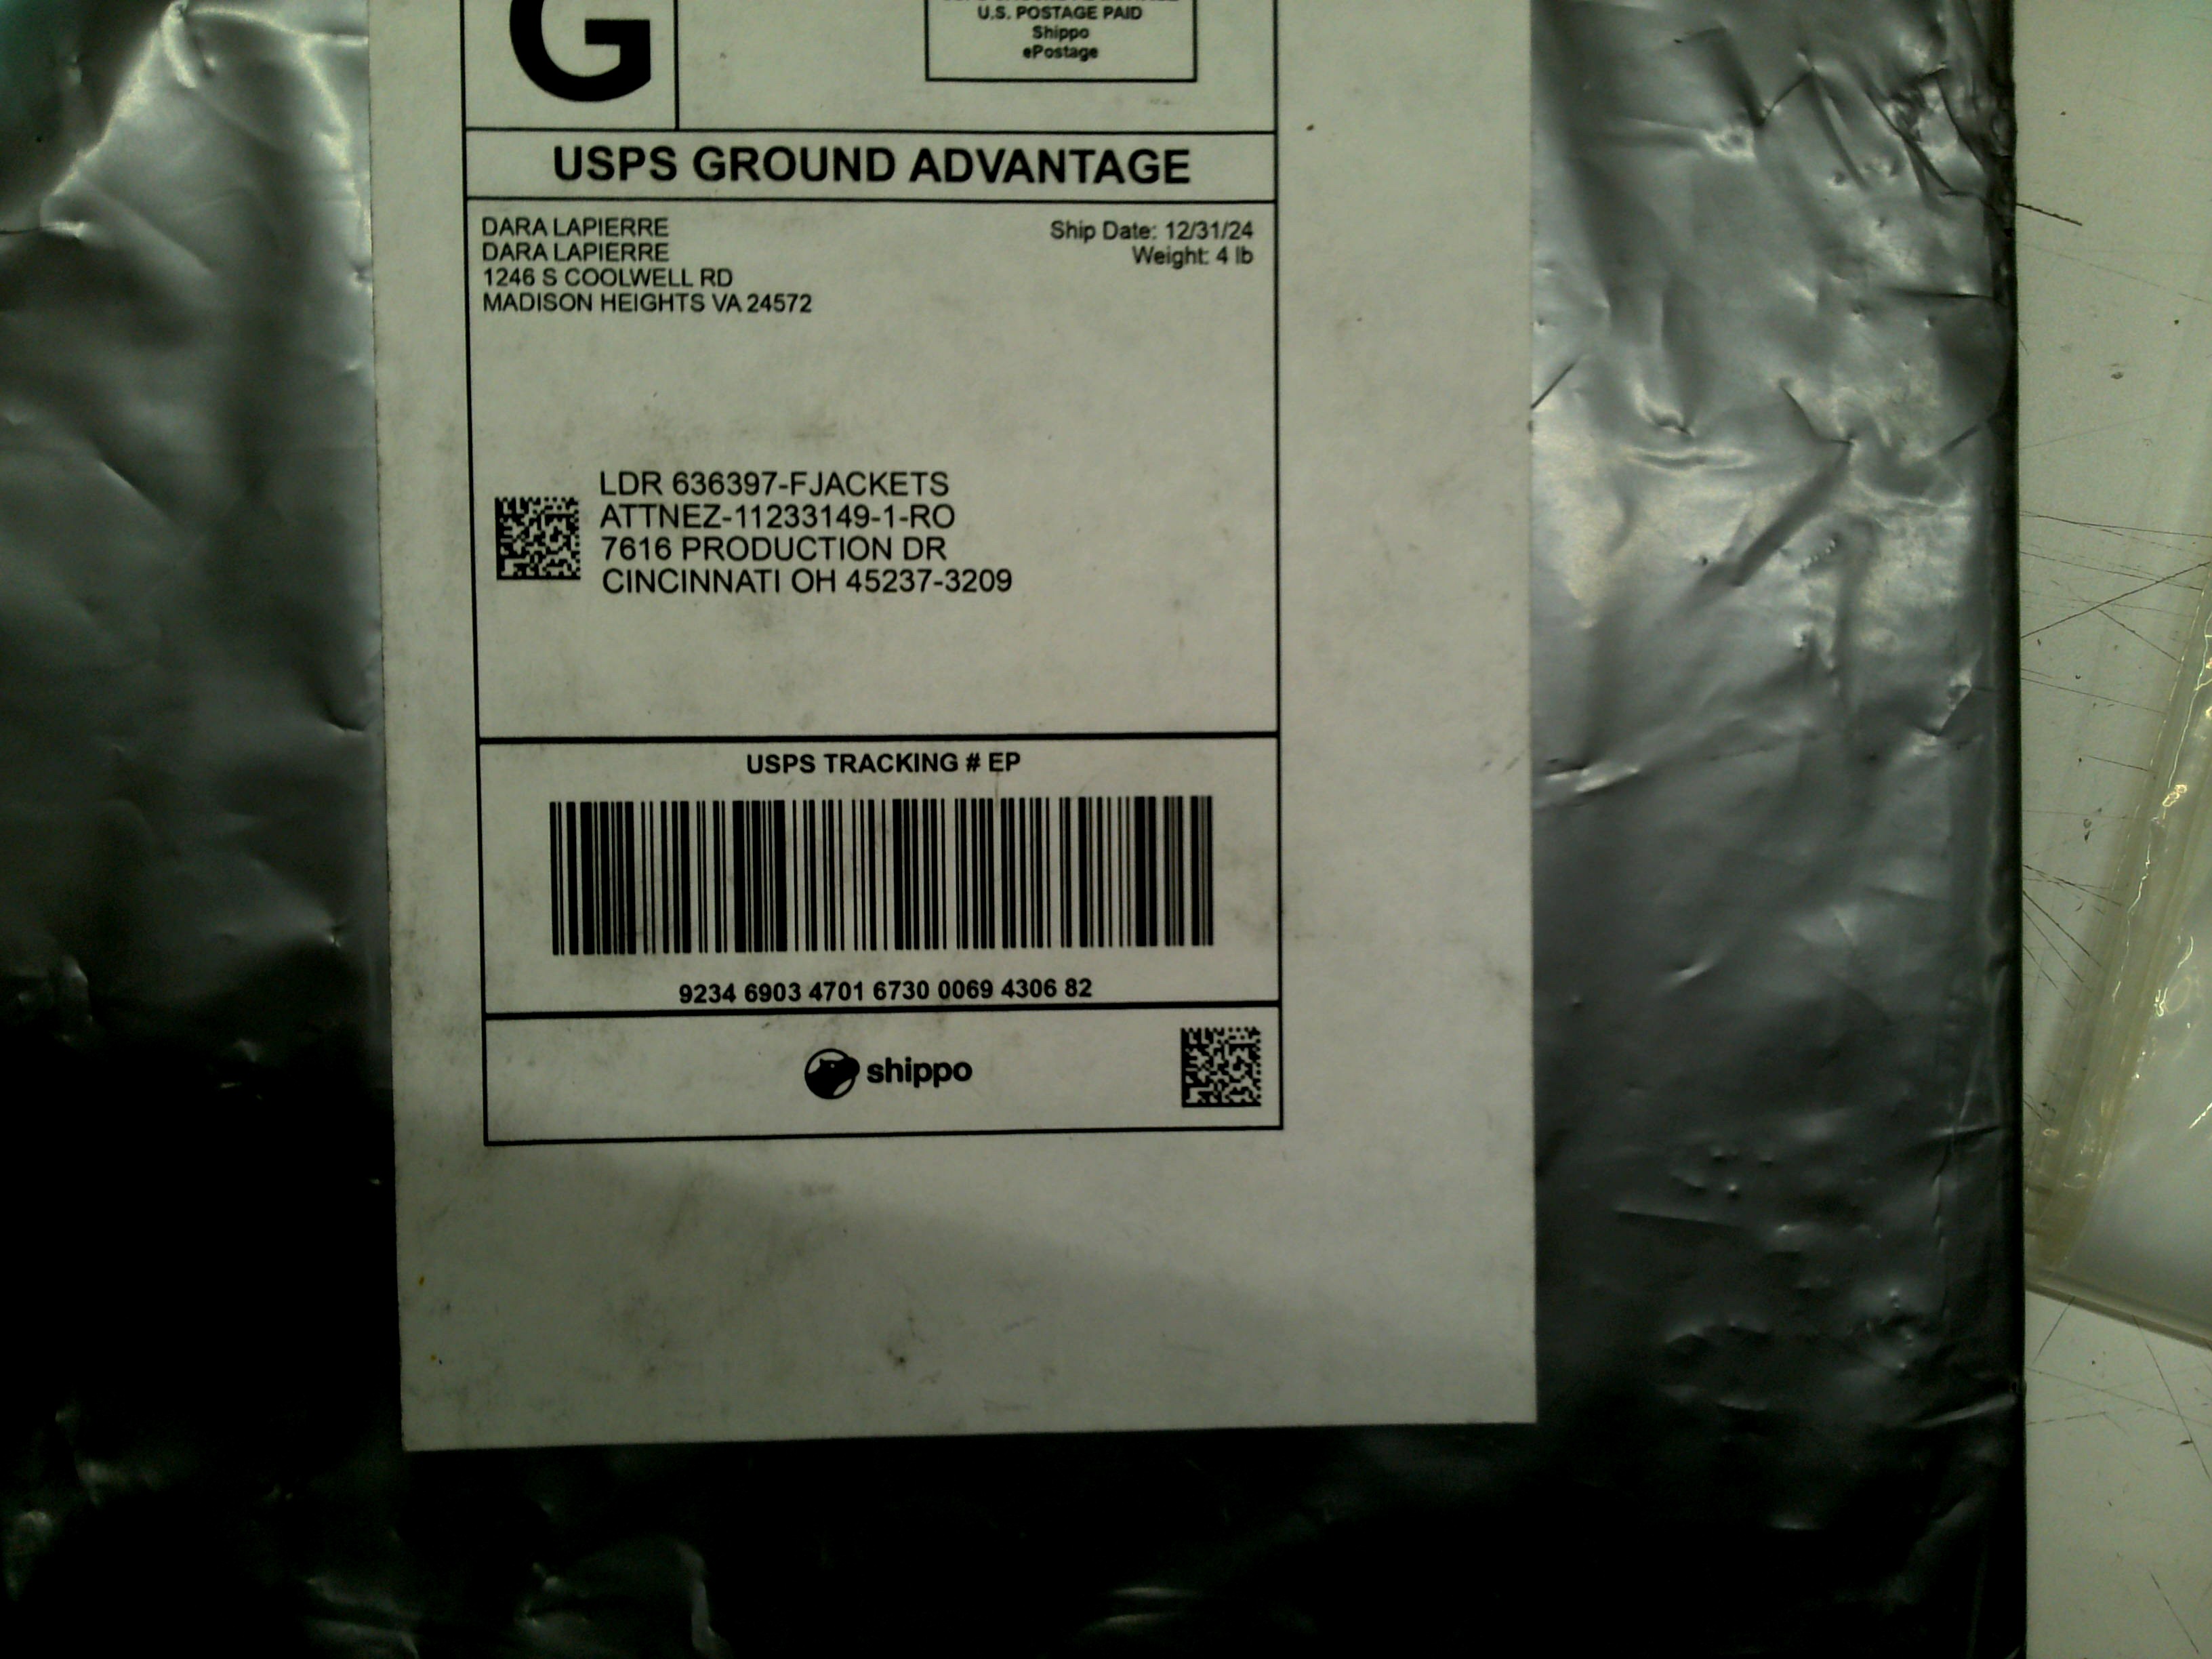 G
U.S. POSTAGE PAID
Shippo
ePostage
USPS GROUND ADVANTAGE
DARA LAPIERRE
DARA LAPIERRE
1246 S COOLWELL RD
MADISON HEIGHTS VA 24572
Ship Date: 12/31/24
Weight: 4 lb
LDR 636397-FJACKETS
ATTNEZ-11233149-1-RO
7616 PRODUCTION DR
CINCINNATI OH 45237-3209
USPS TRACKING # EP
9234 6903 4701 6730 0069 4306 82
shippo